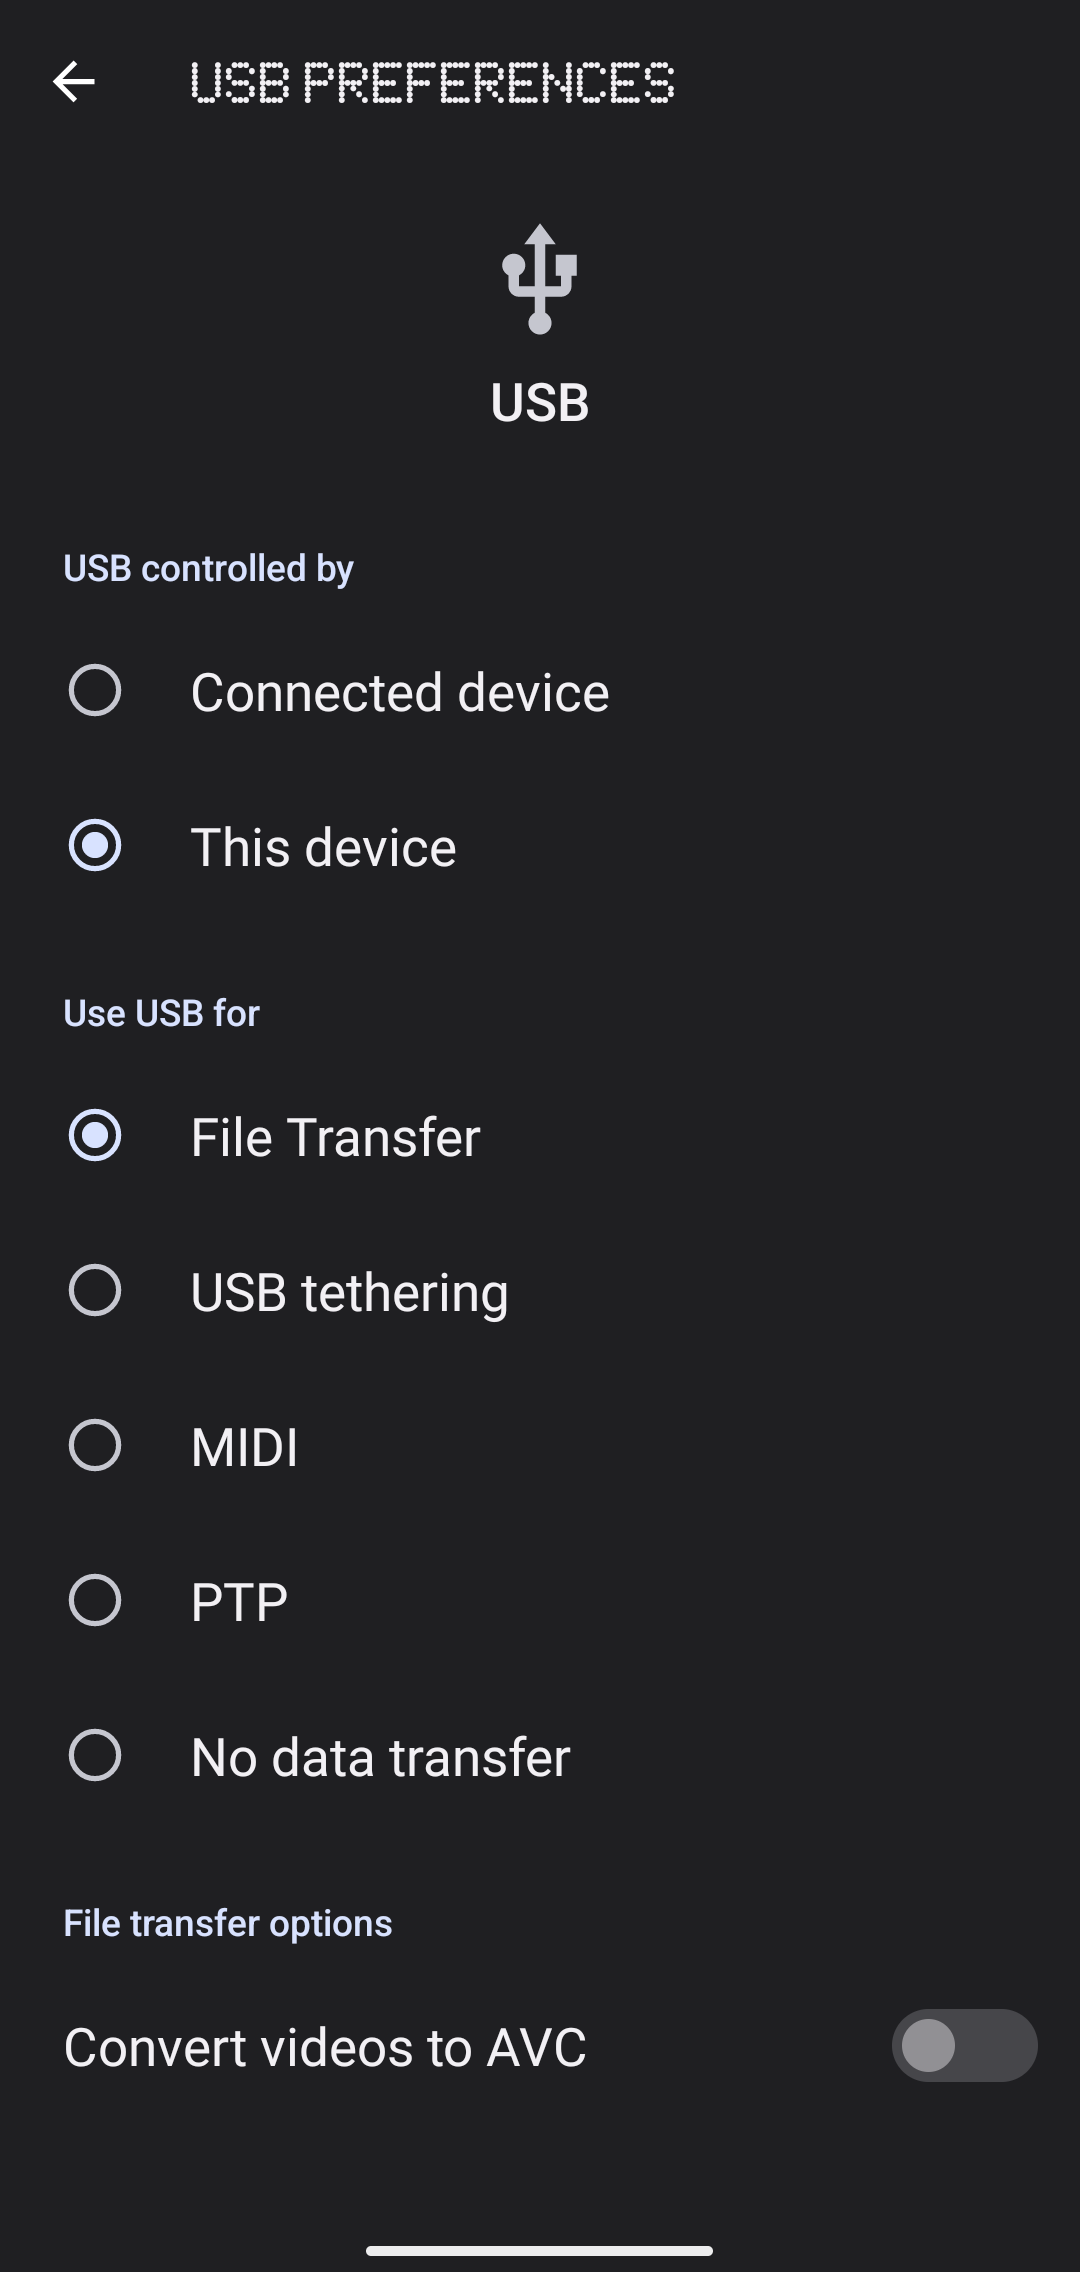 USB PREFERENCES
USB
USB controlled by
Connected device
This device
Use USB for
File Transfer
USB tethering
MIDI
PTP
No data transfer
File transfer options
Convert videos to AVC